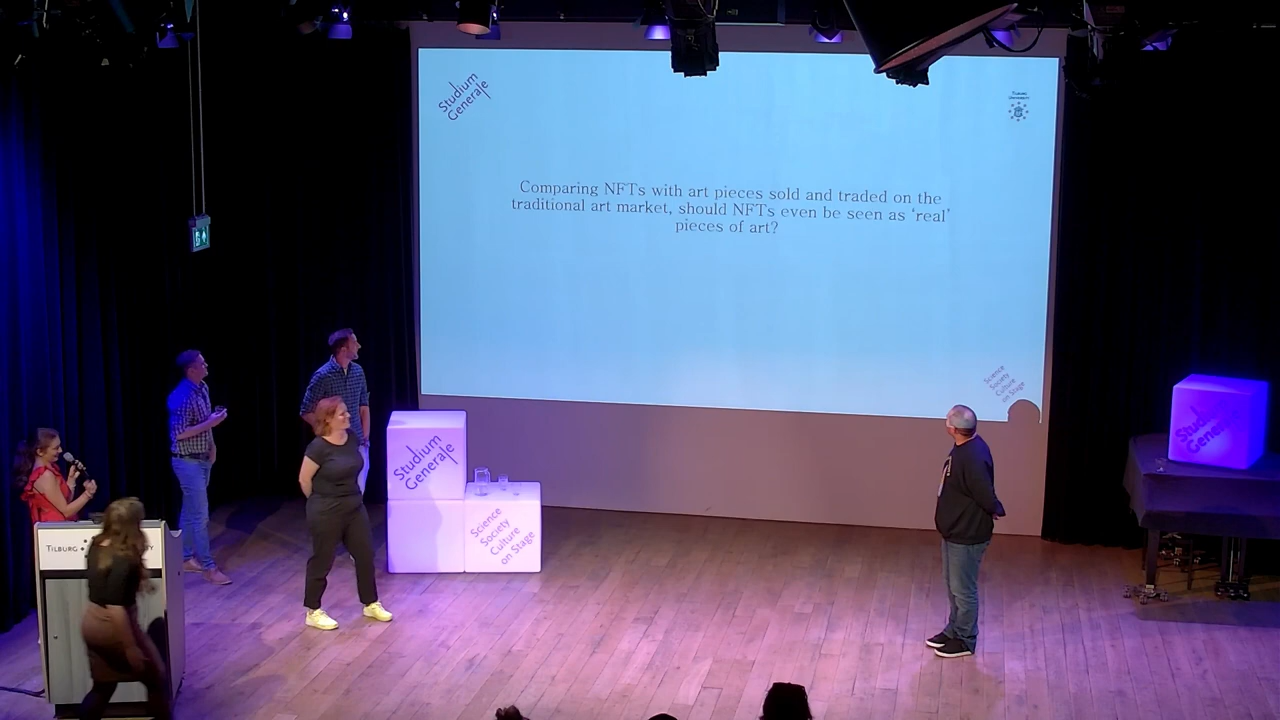 Studium
Generale
TILBURG
UNIVERSITY
Comparing NFTs with art pieces sold and traded on the
traditional art market, should NFTs even be seen as 'real'
pieces of art?
Science
Society
Culture
on Stage
Studium
Generale
Science
Society
Culture
on Stage
Studium
Generale
TILBURG